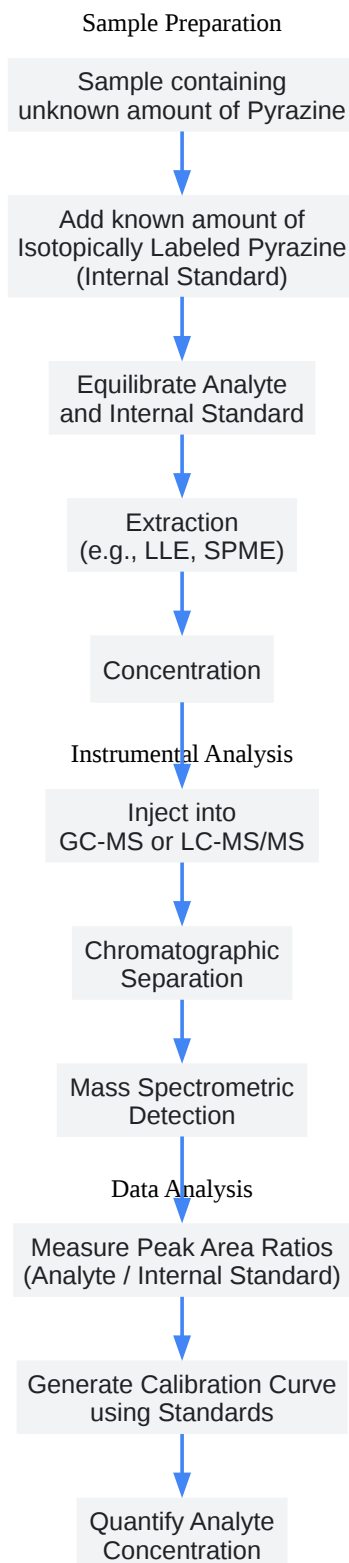 Sample Preparation
Sample containing
unknown amount of Pyrazine
Add known amount of
Isotopically Labeled Pyrazine
(Internal Standard)
Equilibrate Analyte
and Internal Standard
Extraction
(e.g., LLE, SPME)
Concentration
Instrumental Analysis
Inject into
GC-MS or LC-MS/MS
Chromatographic
Separation
Mass Spectrometric
Detection
Data Analysis
Measure Peak Area Ratios
(Analyte / Internal Standard)
Generate Calibration Curve
using Standards
Quantify Analyte
Concentration